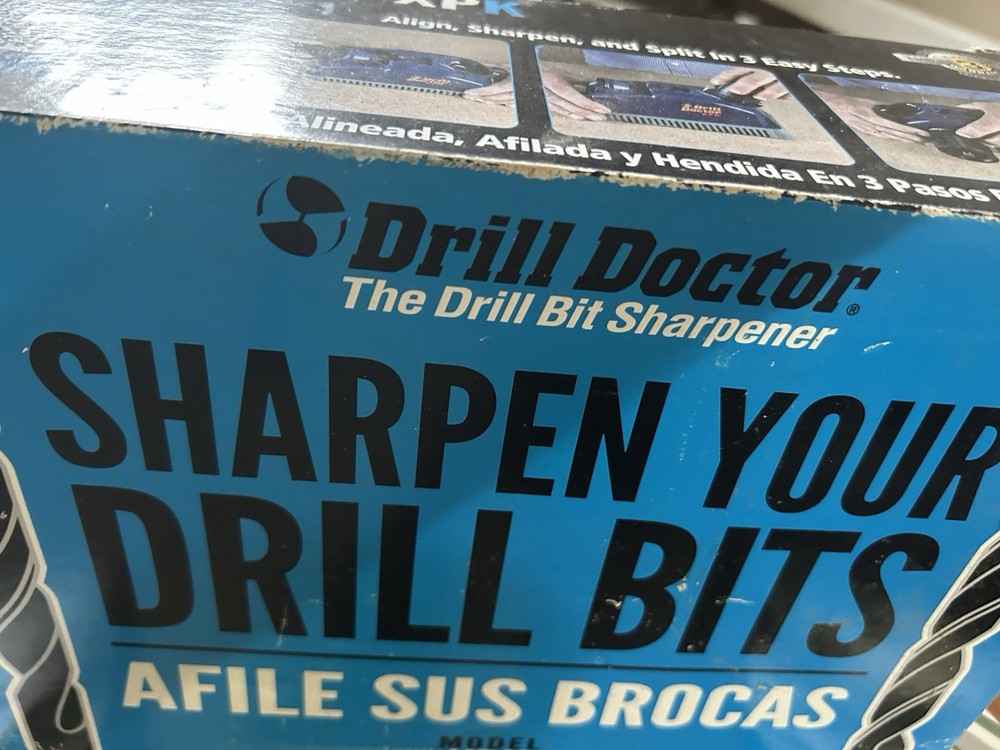 XPK
Align, Sharpen, and Split in 3 Easy Steps.
Alineada, Afilada y Hendida En 3 Pasos
Drill Doctor®
The Drill Bit Sharpener
SHARPEN YOUR
DRILL BITS
AFILE SUS BROCAS
MODEL